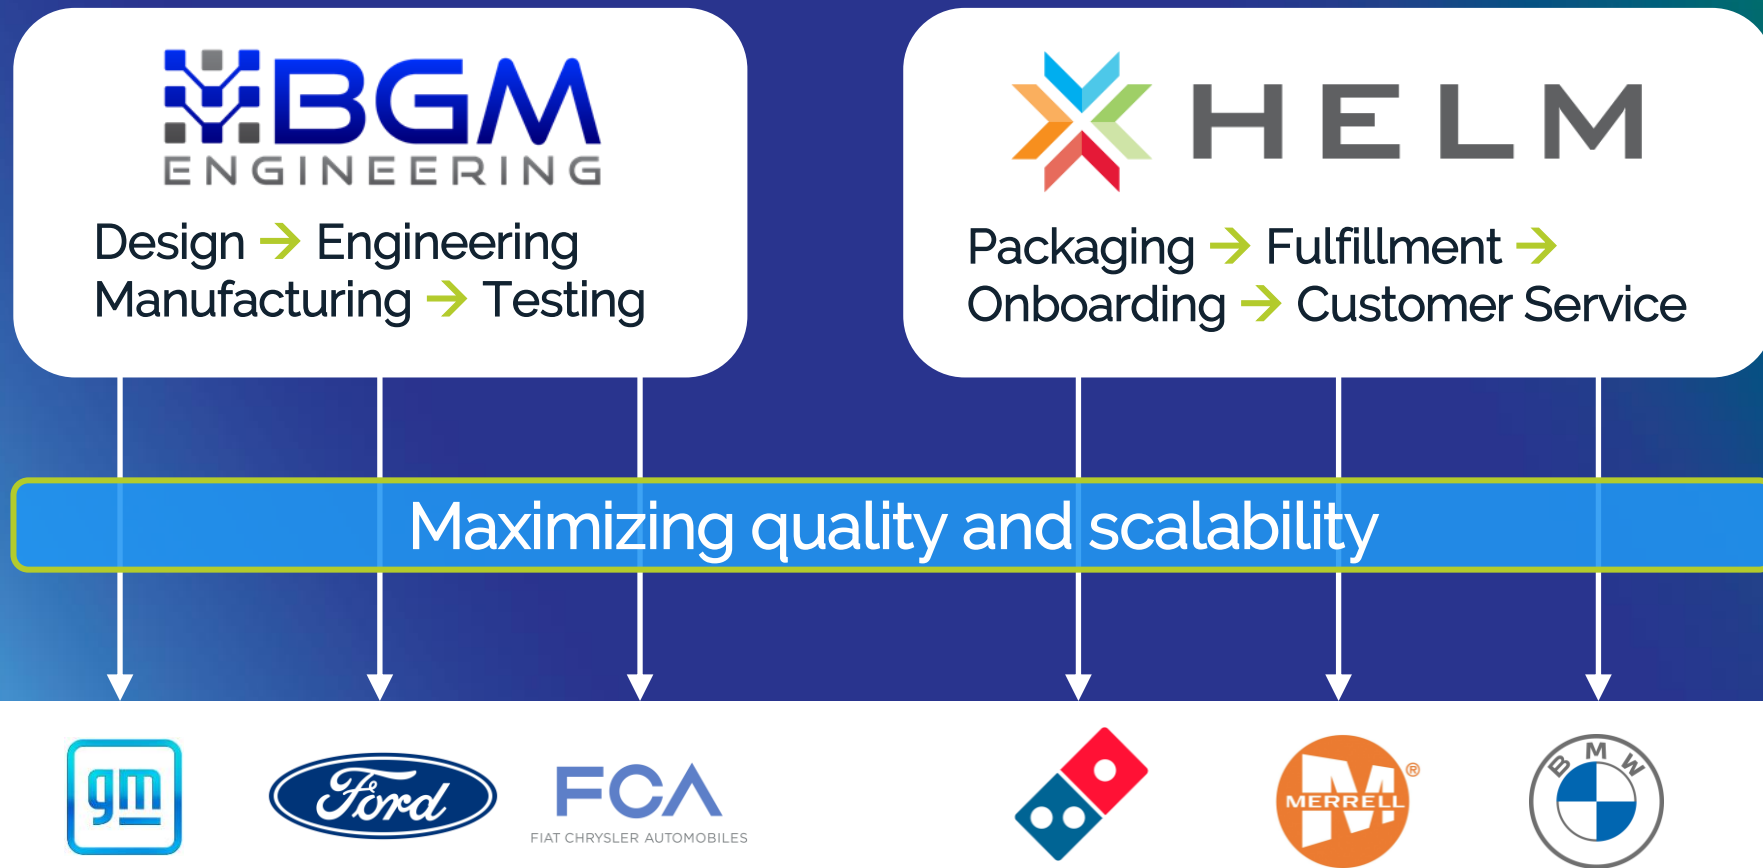 BGM
ENGINEERING
Design → Engineering
Manufacturing → Testing
HELM
Packaging → Fulfillment →
Onboarding → Customer Service
Maximizing quality and scalability
gm
Ford
FCA
FIAT CHRYSLER AUTOMOBILES
M
MERRELL®
BMW